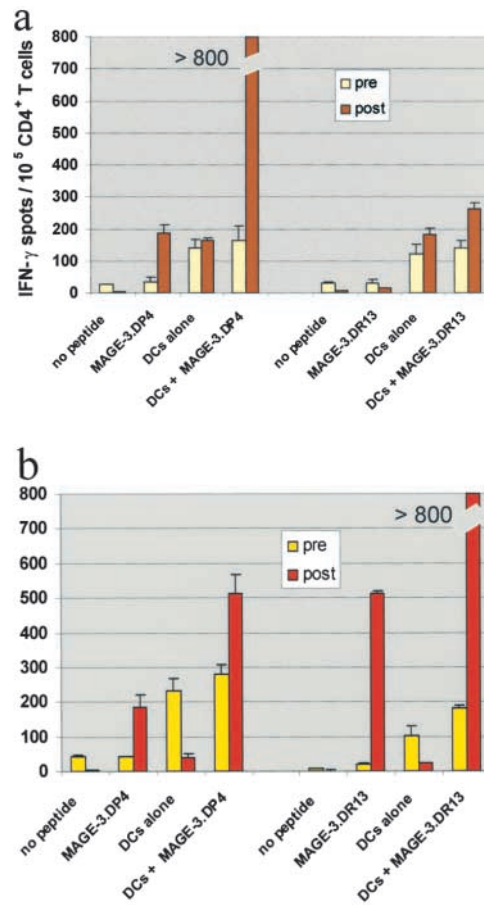 a
IFN-γ spots / 10⁵ CD4⁺ T cells
800
700
600
500
400
300
200
100
0
> 800
pre
post
no peptide
MAGE-3.DP4
DCs alone
DCs + MAGE-3.DP4
no peptide
MAGE-3.DR13
DCs alone
DCs + MAGE-3.DR13
b
800
700
600
500
400
300
200
100
0
> 800
pre
post
no peptide
MAGE-3.DP4
DCs alone
DCs + MAGE-3.DP4
no peptide
MAGE-3.DR13
DCs alone
DCs + MAGE-3.DR13